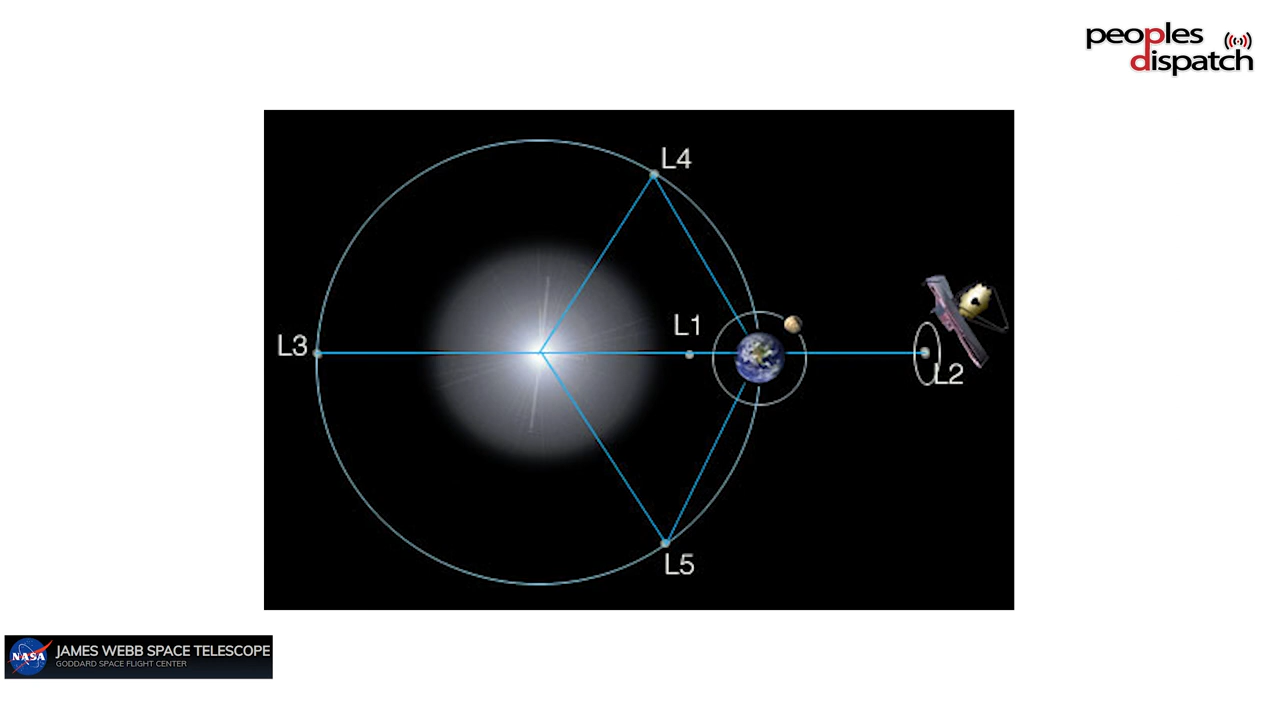 peoples
dispatch
L4
L1
L3
L2
L5
NASA
JAMES WEBB SPACE TELESCOPE
GODDARD SPACE FLIGHT CENTER